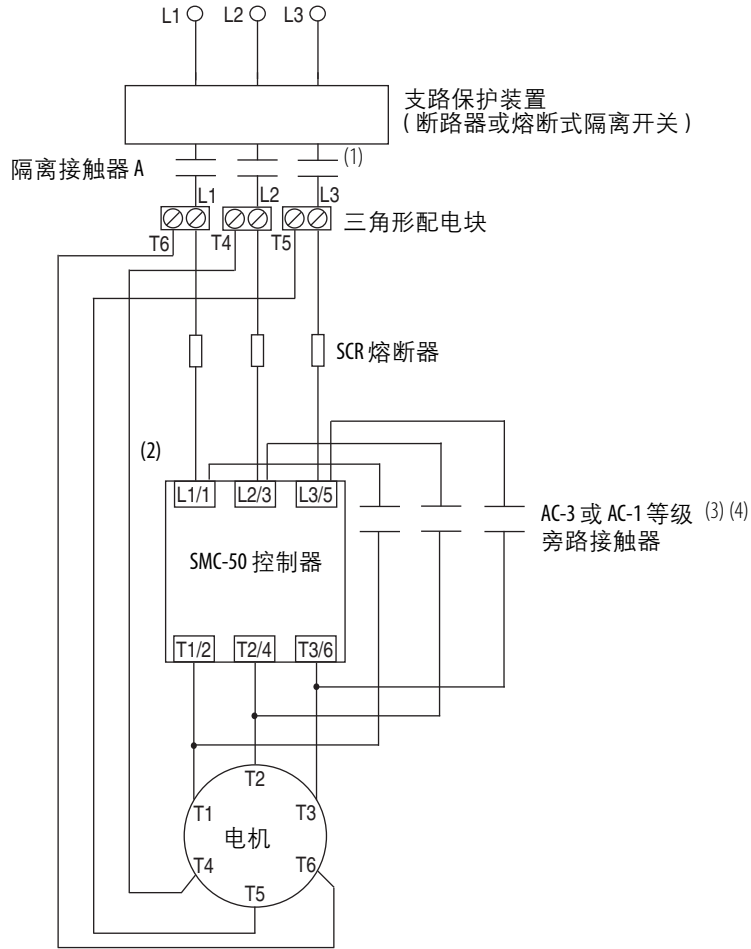 L1 L2 L3
支路保护装置
(断路器或熔断式隔离开关)
隔离接触器 A
(1)
L1 L2 L3
三角形配电块
T6 T4 T5
SCR 熔断器
(2)
L1/1 L2/3 L3/5
AC-3 或 AC-1 等级 (3) (4)
旁路接触器
SMC-50 控制器
T1/2 T2/4 T3/6
T2
T1 T3
电机
T4 T6
T5